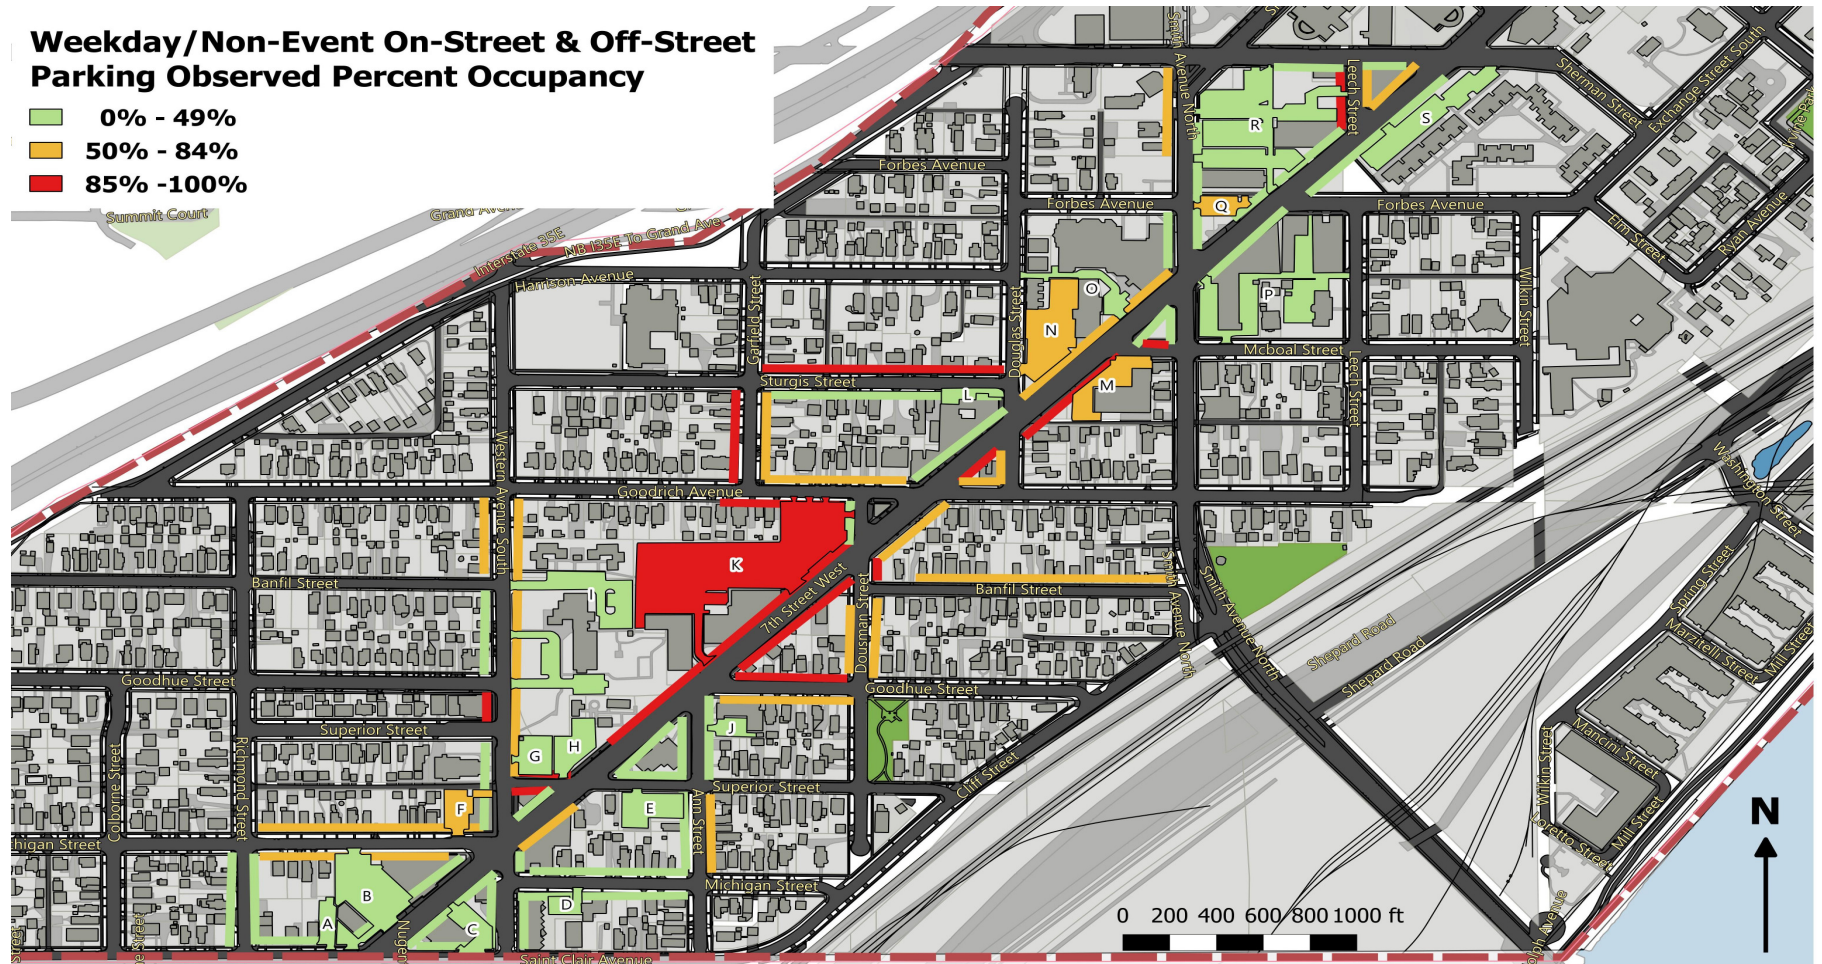 Weekday/Non-Event On-Street & Off-Street
Parking Observed Percent Occupancy
0% - 49%
50% - 84%
85% -100%
Summit Court
Interstate 35E
NB I35E To Grand Ave
Harrison Avenue
Garfield Street
Forbes Avenue
Forbes Avenue
Forbes Avenue
Smith Avenue North
Leech Street
Sherman Street
Exchange Street South
Ryan Avenue
Elm Street
Wilkin Street
Douglas Street
Mcboal Street
Leech Street
Sturgis Street
Goodrich Avenue
Western Avenue South
Banfil Street
Banfil Street
7th Street West
Dousman Street
Smith Avenue North
Smith Avenue North
Shepard Road
Shepard Road
Washington Street
Spring Street
Marzitelli Street
Mill Street
Mancini Street
Wilkin Street
Mill Street
Loretto Street
Goodhue Street
Goodhue Street
Superior Street
Superior Street
Cliff Street
Colborne Street
Richmond Street
Ann Street
Michigan Street
higan Street
Saint Clair Avenue
A
B
C
D
E
F
G
H
I
J
K
L
M
N
O
P
Q
R
S
N
0 200 400 600 800 1000 ft